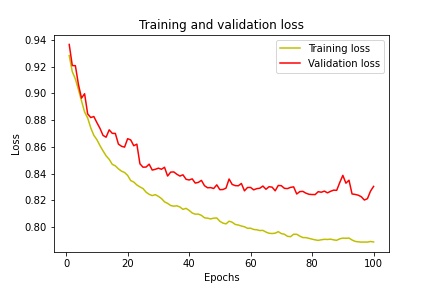 Training and validation loss
Training loss
Validation loss
Loss
0.94
0.92
0.90
0.88
0.86
0.84
0.82
0.80
0 20 40 60 80 100
Epochs